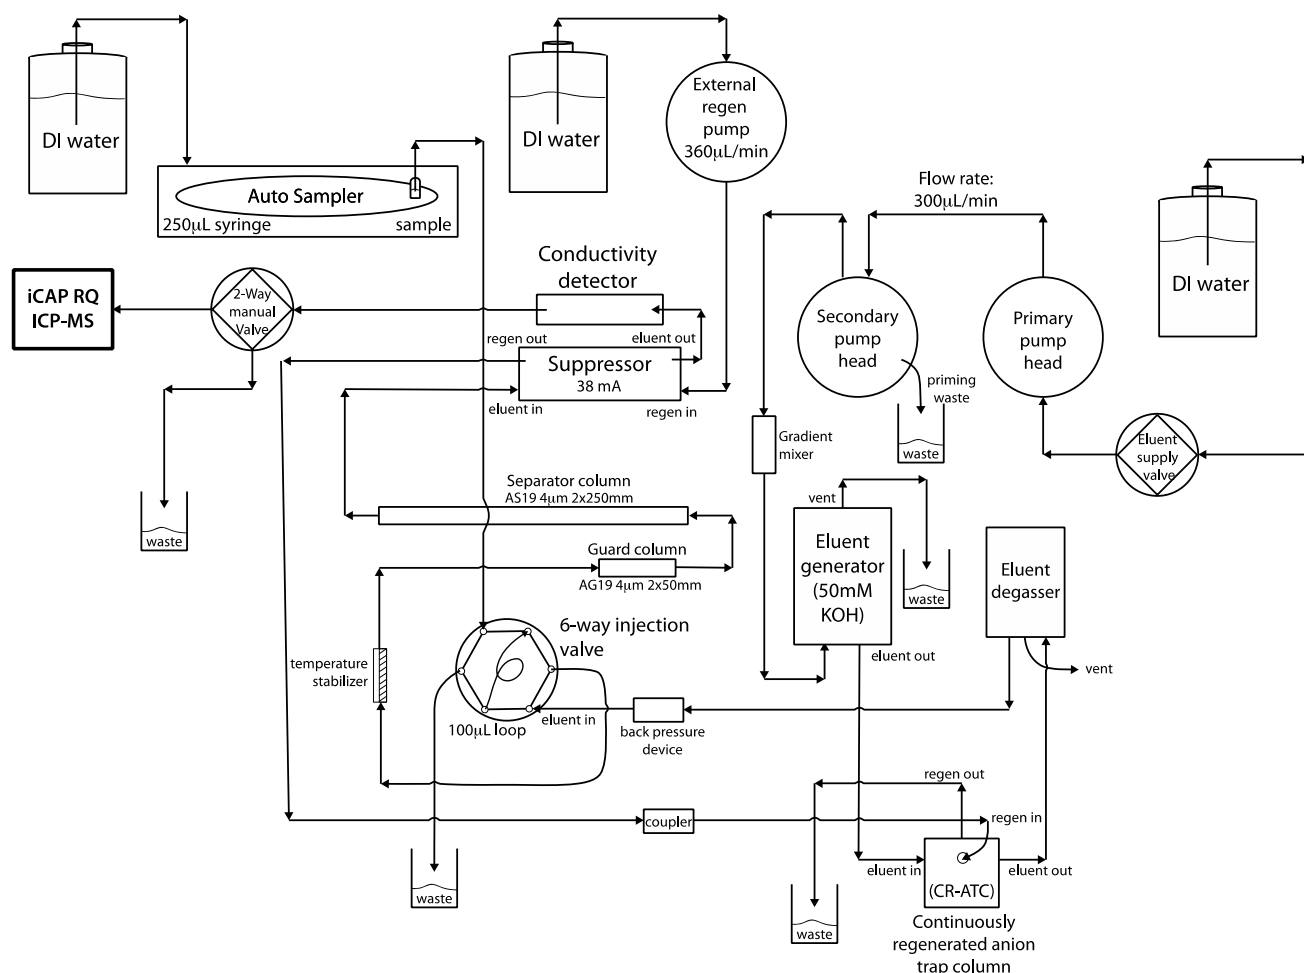 DI water
DI water
External
regen
pump
360μL/min
Auto Sampler
250μL syringe
sample
Flow rate:
300μL/min
DI water
iCAP RQ
ICP-MS
2-Way
manual
Valve
Conductivity
detector
regen out
eluent out
Suppressor
38 mA
eluent in
regen in
Secondary
pump
head
priming
waste
waste
Primary
pump
head
Gradient
mixer
Eluent
supply
valve
Separator column
AS19 4μm 2x250mm
waste
Guard column
AG19 4μm 2x50mm
vent
Eluent
generator
(50mM
KOH)
waste
Eluent
degasser
eluent out
vent
6-way injection
valve
temperature
stabilizer
100μL loop
eluent in
back pressure
device
regen out
coupler
regen in
eluent in
eluent out
(CR-ATC)
waste
waste
Continuously
regenerated anion
trap column